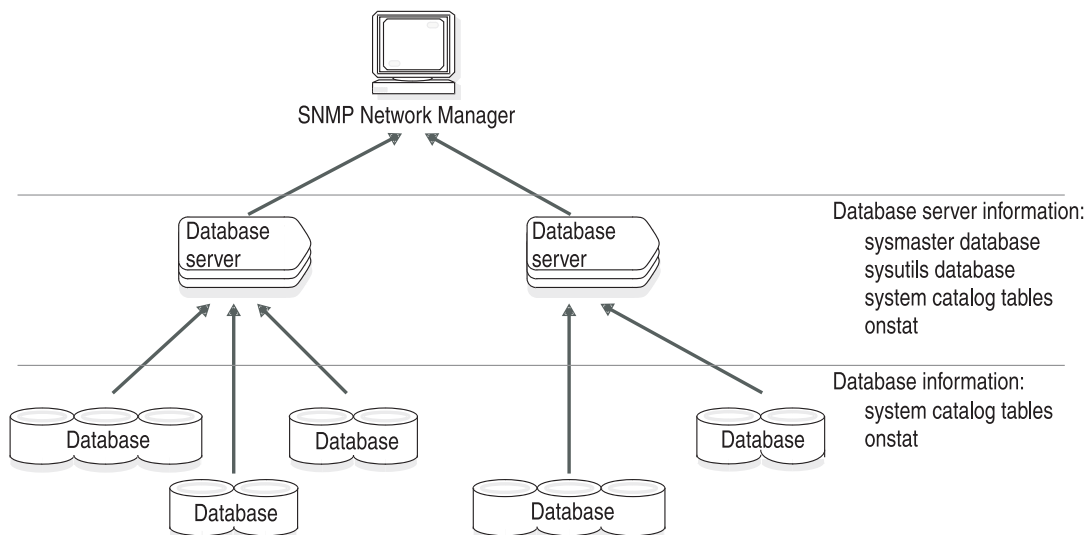 SNMP Network Manager
Database
server
Database
server
Database server information:
sysmaster database
sysutils database
system catalog tables
onstat
Database information:
system catalog tables
onstat
Database
Database
Database
Database
Database